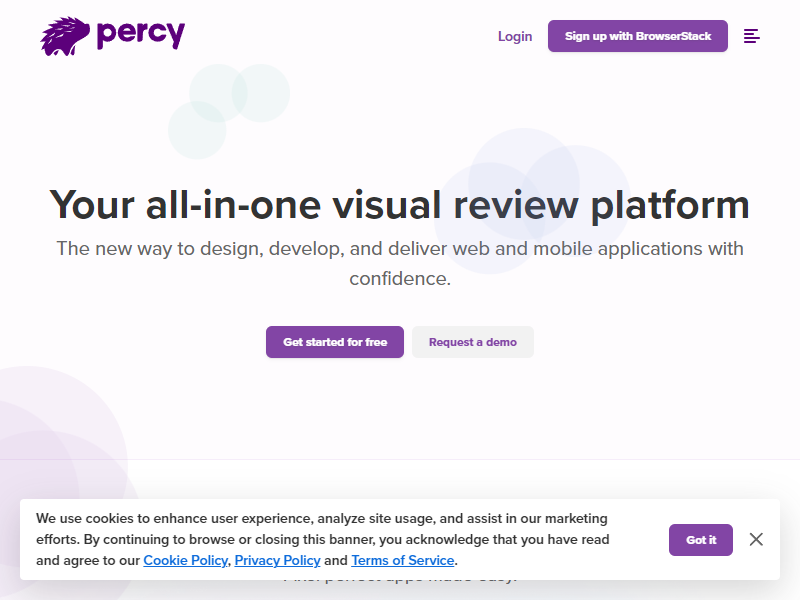 percy
Login
Sign up with BrowserStack
Your all-in-one visual review platform
The new way to design, develop, and deliver web and mobile applications with
confidence.
Get started for free
Request a demo
We use cookies to enhance user experience, analyze site usage, and assist in our marketing
efforts. By continuing to browse or closing this banner, you acknowledge that you have read
and agree to our Cookie Policy, Privacy Policy and Terms of Service.
Got it